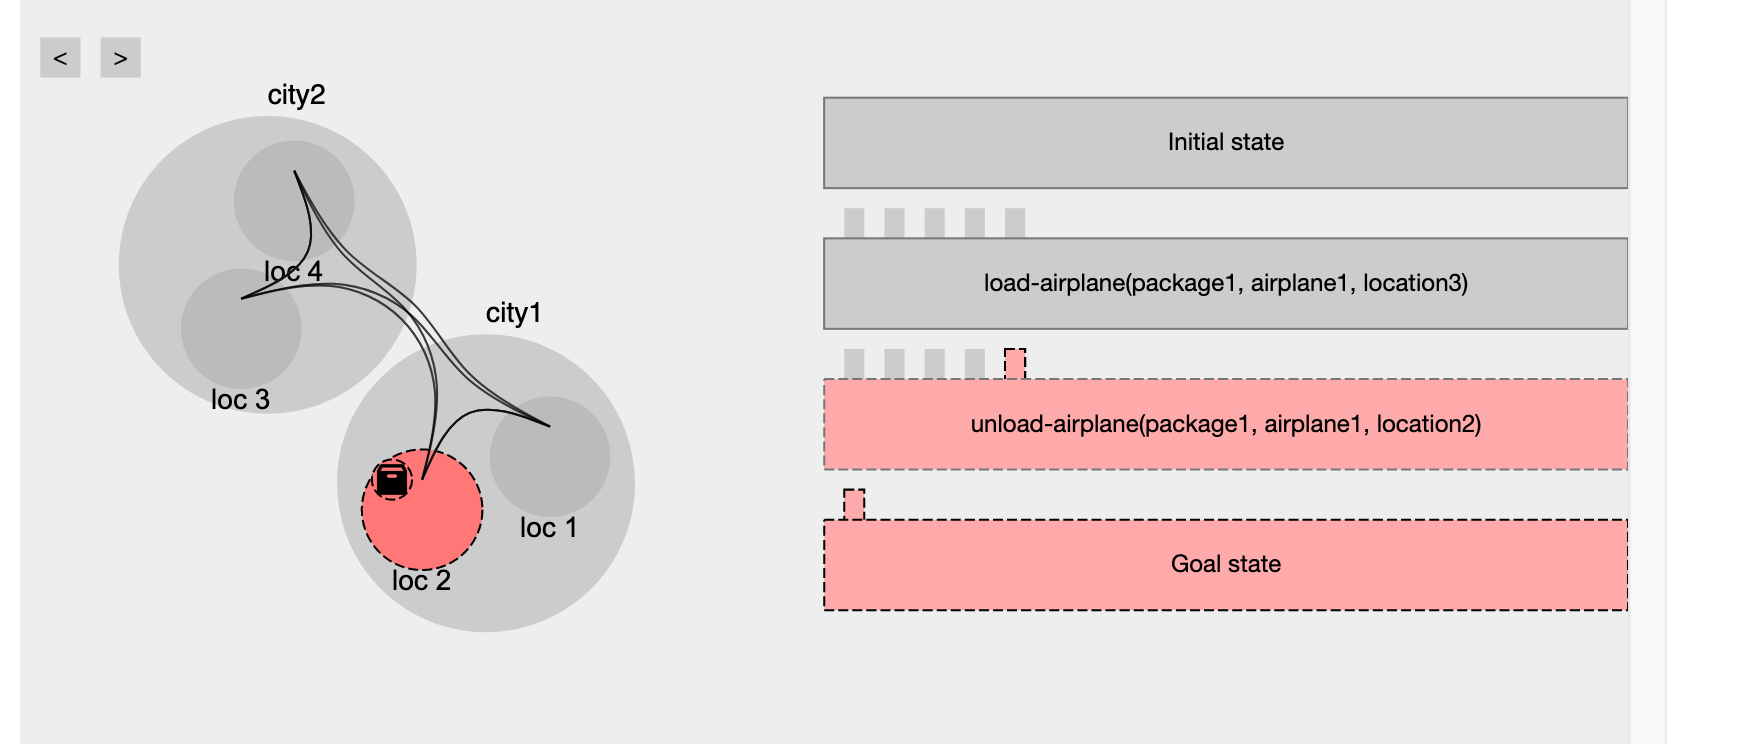 < >
city2
loc 4
loc 3
city1
loc 1
loc 2
Initial state
load-airplane(package1, airplane1, location3)
unload-airplane(package1, airplane1, location2)
Goal state